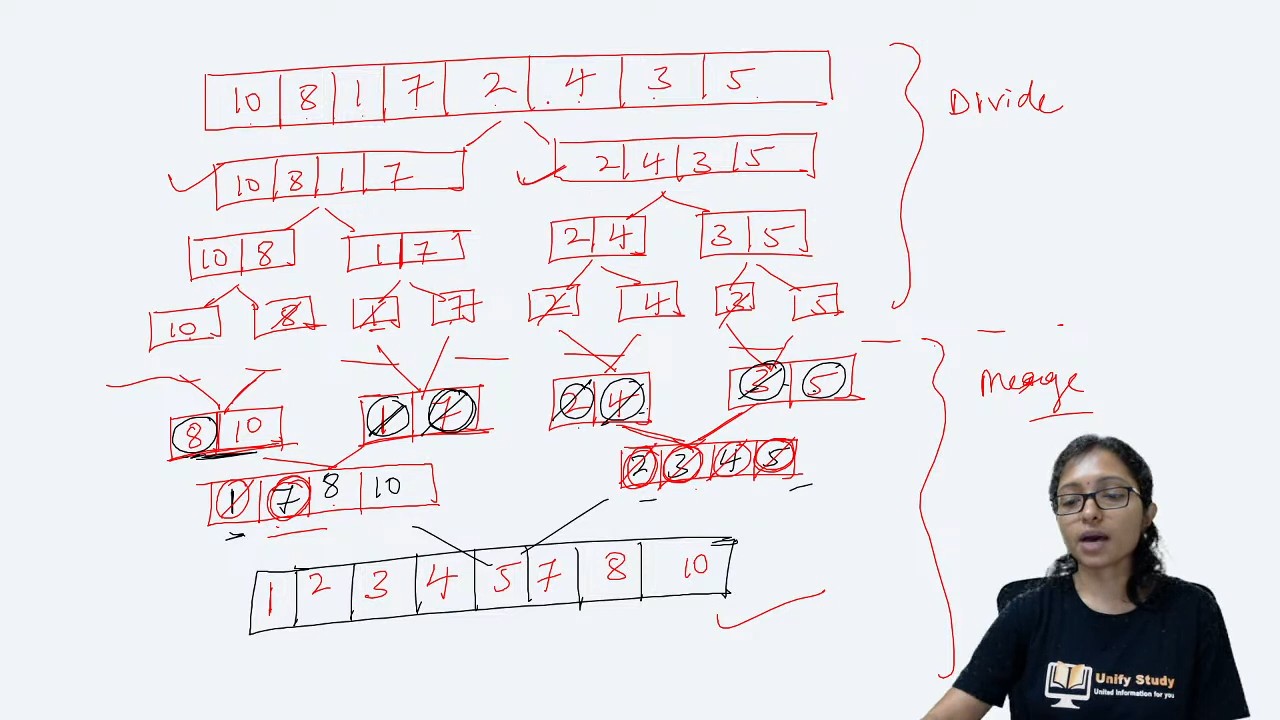 10 8 1 7 2 4 3 5
Divide
10 8 1 7
2 4 3 5
10 8
1 7
2 4
3 5
10
8
1
7
2
4
3
5
Merge
8 10
1 7
2 4
3 5
1 7 8 10
2 3 4 5
1 2 3 4 5 7 8 10
Unify Study
United Information for you